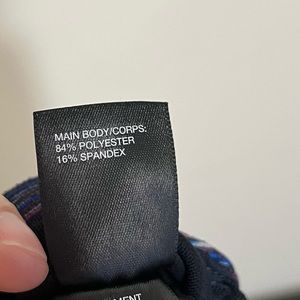 MAIN BODY/CORPS:
84% POLYESTER
16% SPANDEX